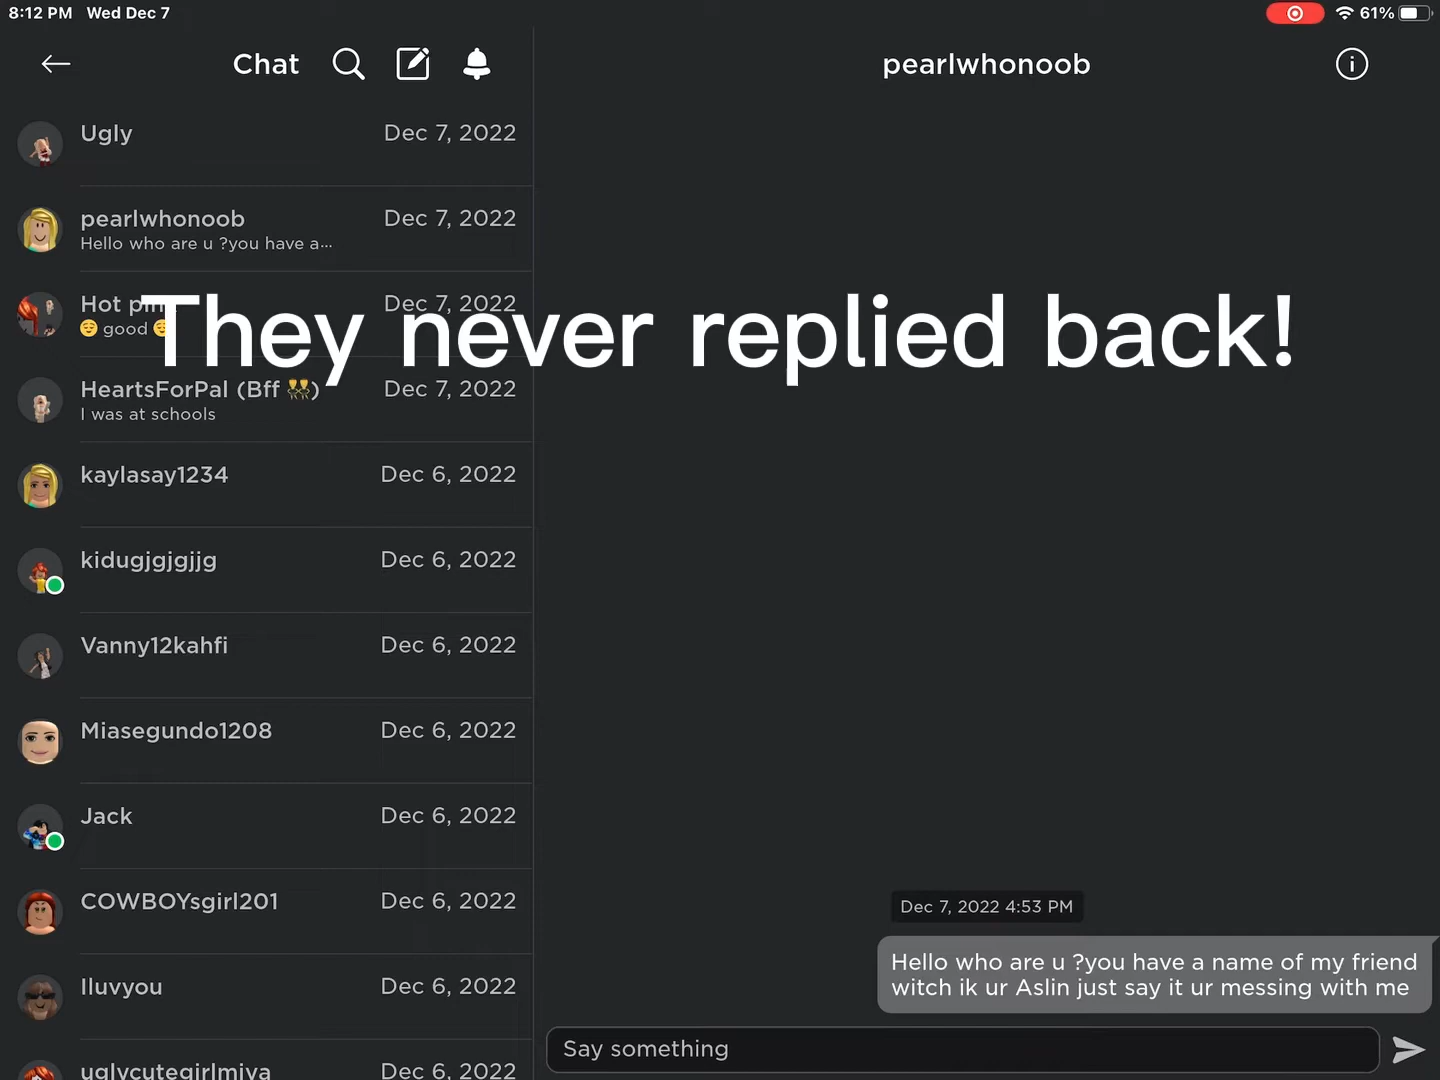 8:12 PM Wed Dec 7
61%
Chat
pearlwhonoob
Ugly Dec 7, 2022
pearlwhonoob Dec 7, 2022
Hello who are u ?you have a...
Hot Dec 7, 2022
😌 good 😌
They never replied back!
HeartsForPal (Bff 👯) Dec 7, 2022
I was at schools
kaylasay1234 Dec 6, 2022
kidugjgjgjjg Dec 6, 2022
Vanny12kahfi Dec 6, 2022
Miasegundo1208 Dec 6, 2022
Jack Dec 6, 2022
COWBOYsgirl201 Dec 6, 2022
Iluvyou Dec 6, 2022
uglycutegirlmiya Dec 6, 2022
Dec 7, 2022 4:53 PM
Hello who are u ?you have a name of my friend
witch ik ur Aslin just say it ur messing with me
Say something